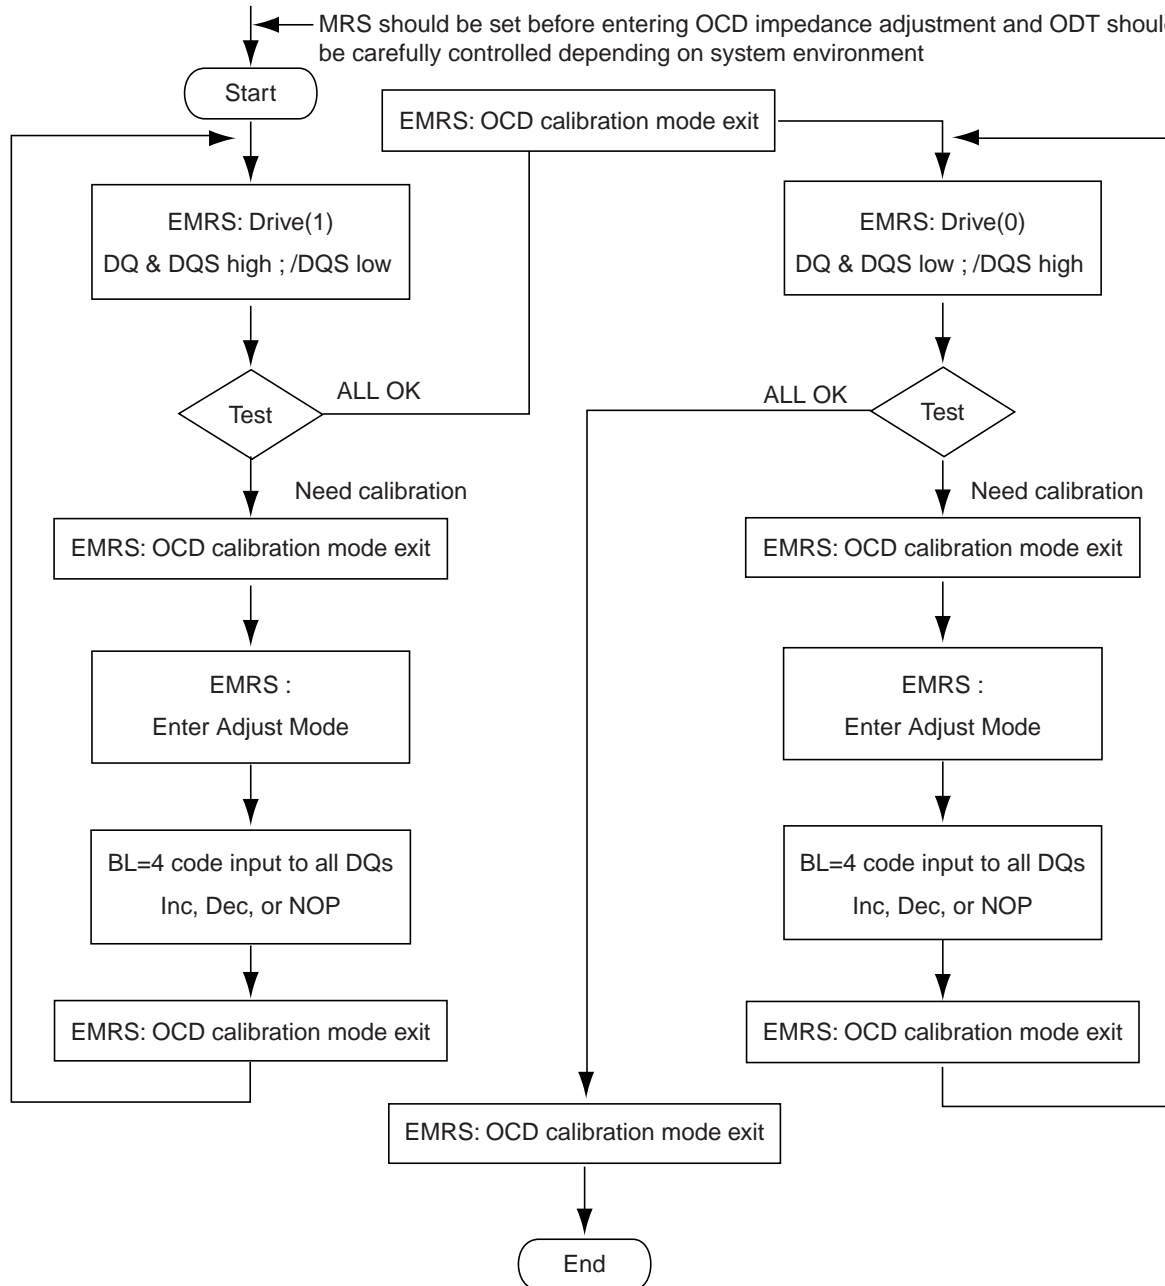 MRS should be set before entering OCD impedance adjustment and ODT shoul
be carefully controlled depending on system environment
Start
EMRS: OCD calibration mode exit
EMRS: Drive(1)
DQ & DQS high ; /DQS low
EMRS: Drive(0)
DQ & DQS low ; /DQS high
ALL OK
Test
ALL OK
Test
Need calibration
Need calibration
EMRS: OCD calibration mode exit
EMRS: OCD calibration mode exit
EMRS :
Enter Adjust Mode
EMRS :
Enter Adjust Mode
BL=4 code input to all DQs
Inc, Dec, or NOP
BL=4 code input to all DQs
Inc, Dec, or NOP
EMRS: OCD calibration mode exit
EMRS: OCD calibration mode exit
EMRS: OCD calibration mode exit
End